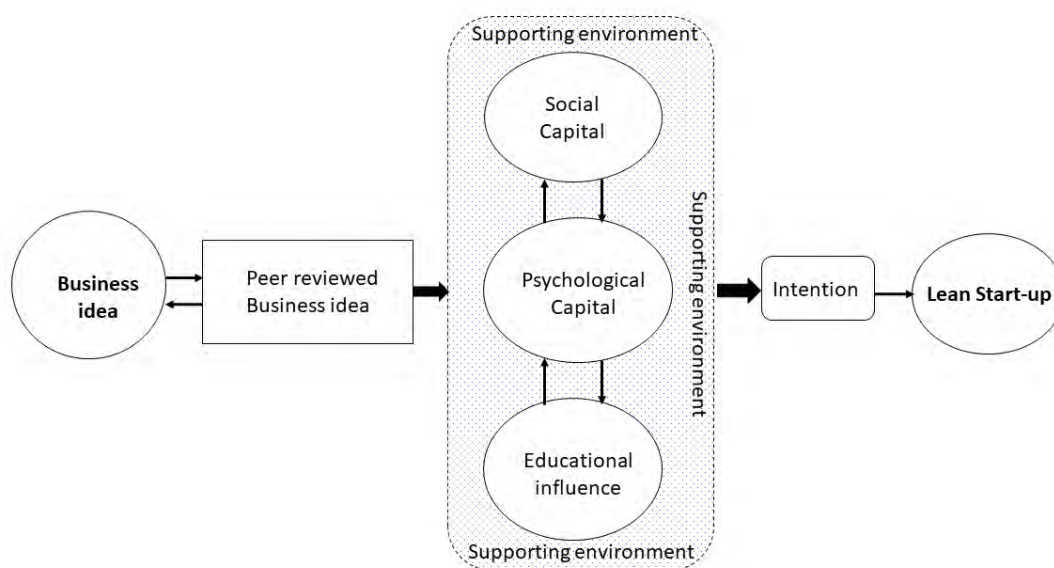 Supporting environment
Social
Capital
Supporting environment
Business
idea
Peer reviewed
Business idea
Psychological
Capital
Intention
Lean Start-up
Educational
influence
Supporting environment